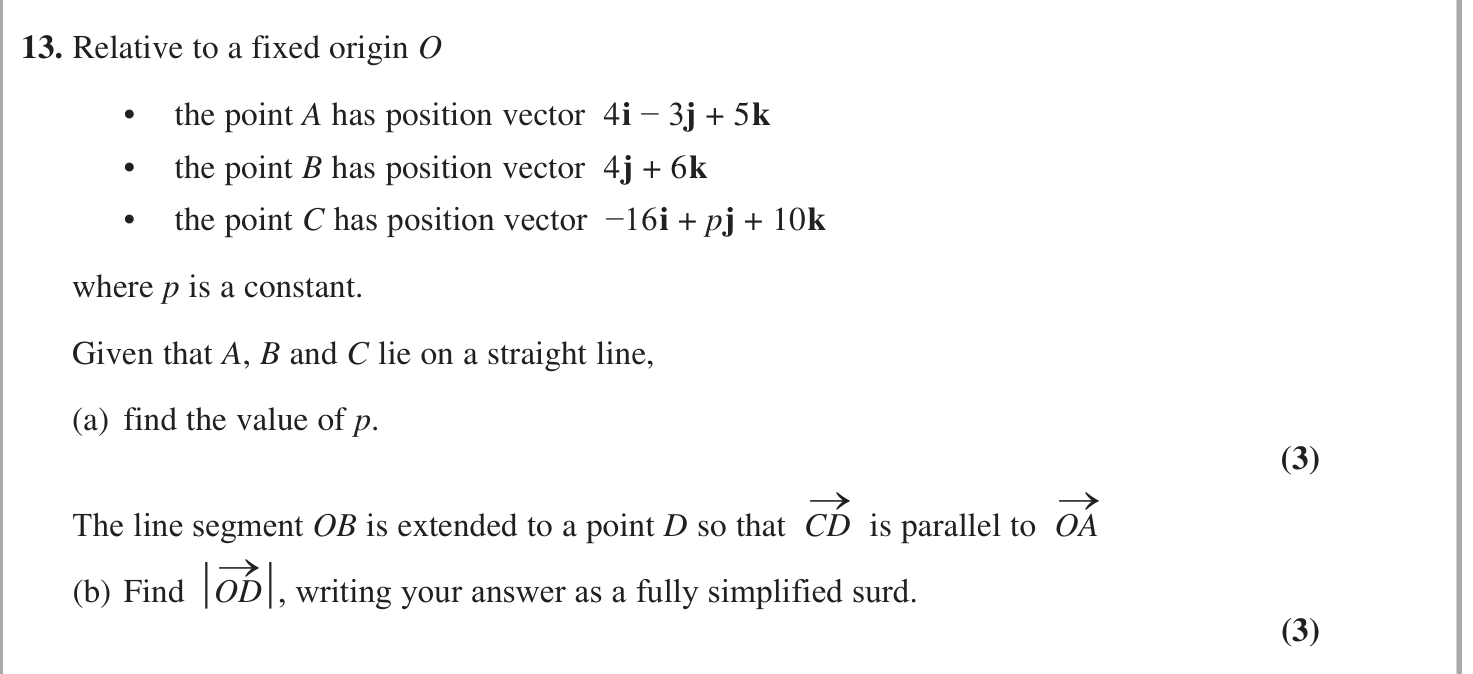 13. Relative to a fixed origin O
• the point A has position vector 4i − 3j + 5k
• the point B has position vector 4j + 6k
• the point C has position vector −16i + pj + 10k
where p is a constant.
Given that A, B and C lie on a straight line,
(a) find the value of p.
(3)
The line segment OB is extended to a point D so that \overrightarrow{CD} is parallel to \overrightarrow{OA}
(b) Find |\overrightarrow{OD}|, writing your answer as a fully simplified surd.
(3)